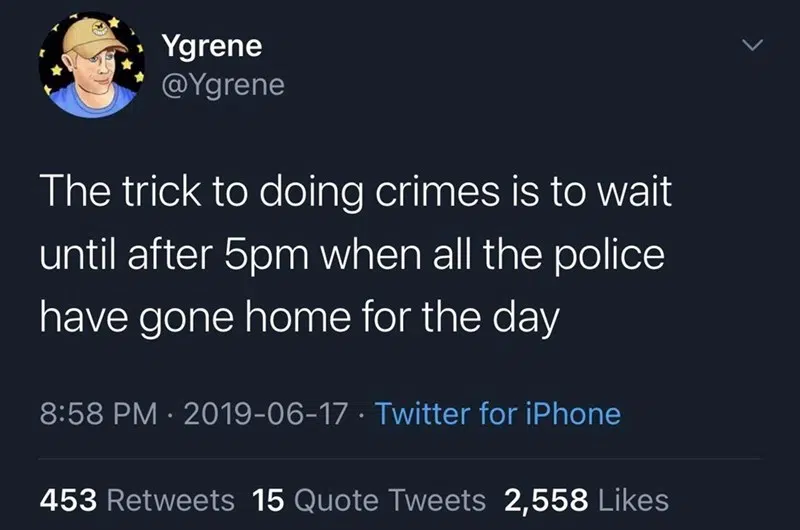 Ygrene
@Ygrene
The trick to doing crimes is to wait
until after 5pm when all the police
have gone home for the day
8:58 PM · 2019-06-17 · Twitter for iPhone
453 Retweets 15 Quote Tweets 2,558 Likes